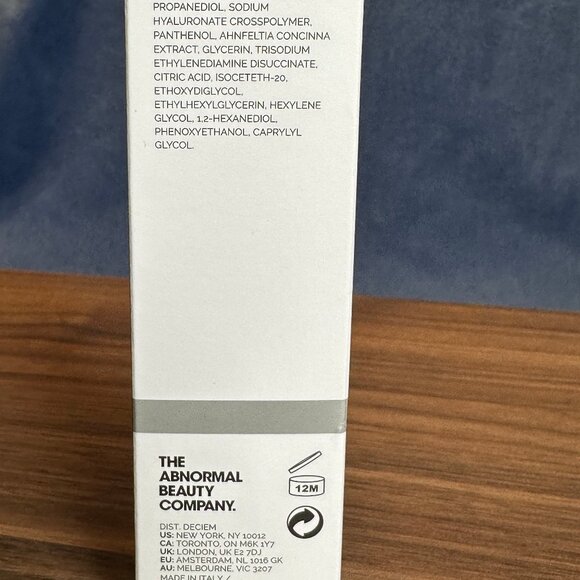 PROPANEDIOL, SODIUM
HYALURONATE CROSSPOLYMER,
PANTHENOL, AHNFELTIA CONCINNA
EXTRACT, GLYCERIN, TRISODIUM
ETHYLENEDIAMINE DISUCCINATE,
CITRIC ACID, ISOCETETH-20,
ETHOXYDIGLYCOL,
ETHYLHEXYLGLYCERIN, HEXYLENE
GLYCOL, 1,2-HEXANEDIOL,
PHENOXYETHANOL, CAPRYLYL
GLYCOL.
THE
ABNORMAL
BEAUTY
COMPANY.
12M
DIST. DECIEM
US: NEW YORK, NY 10012
CA: TORONTO, ON M6K 1Y7
UK: LONDON, UK E2 7DJ
EU: AMSTERDAM, NL 1016 GK
AU: MELBOURNE, VIC 3207
MADE IN ITALY /